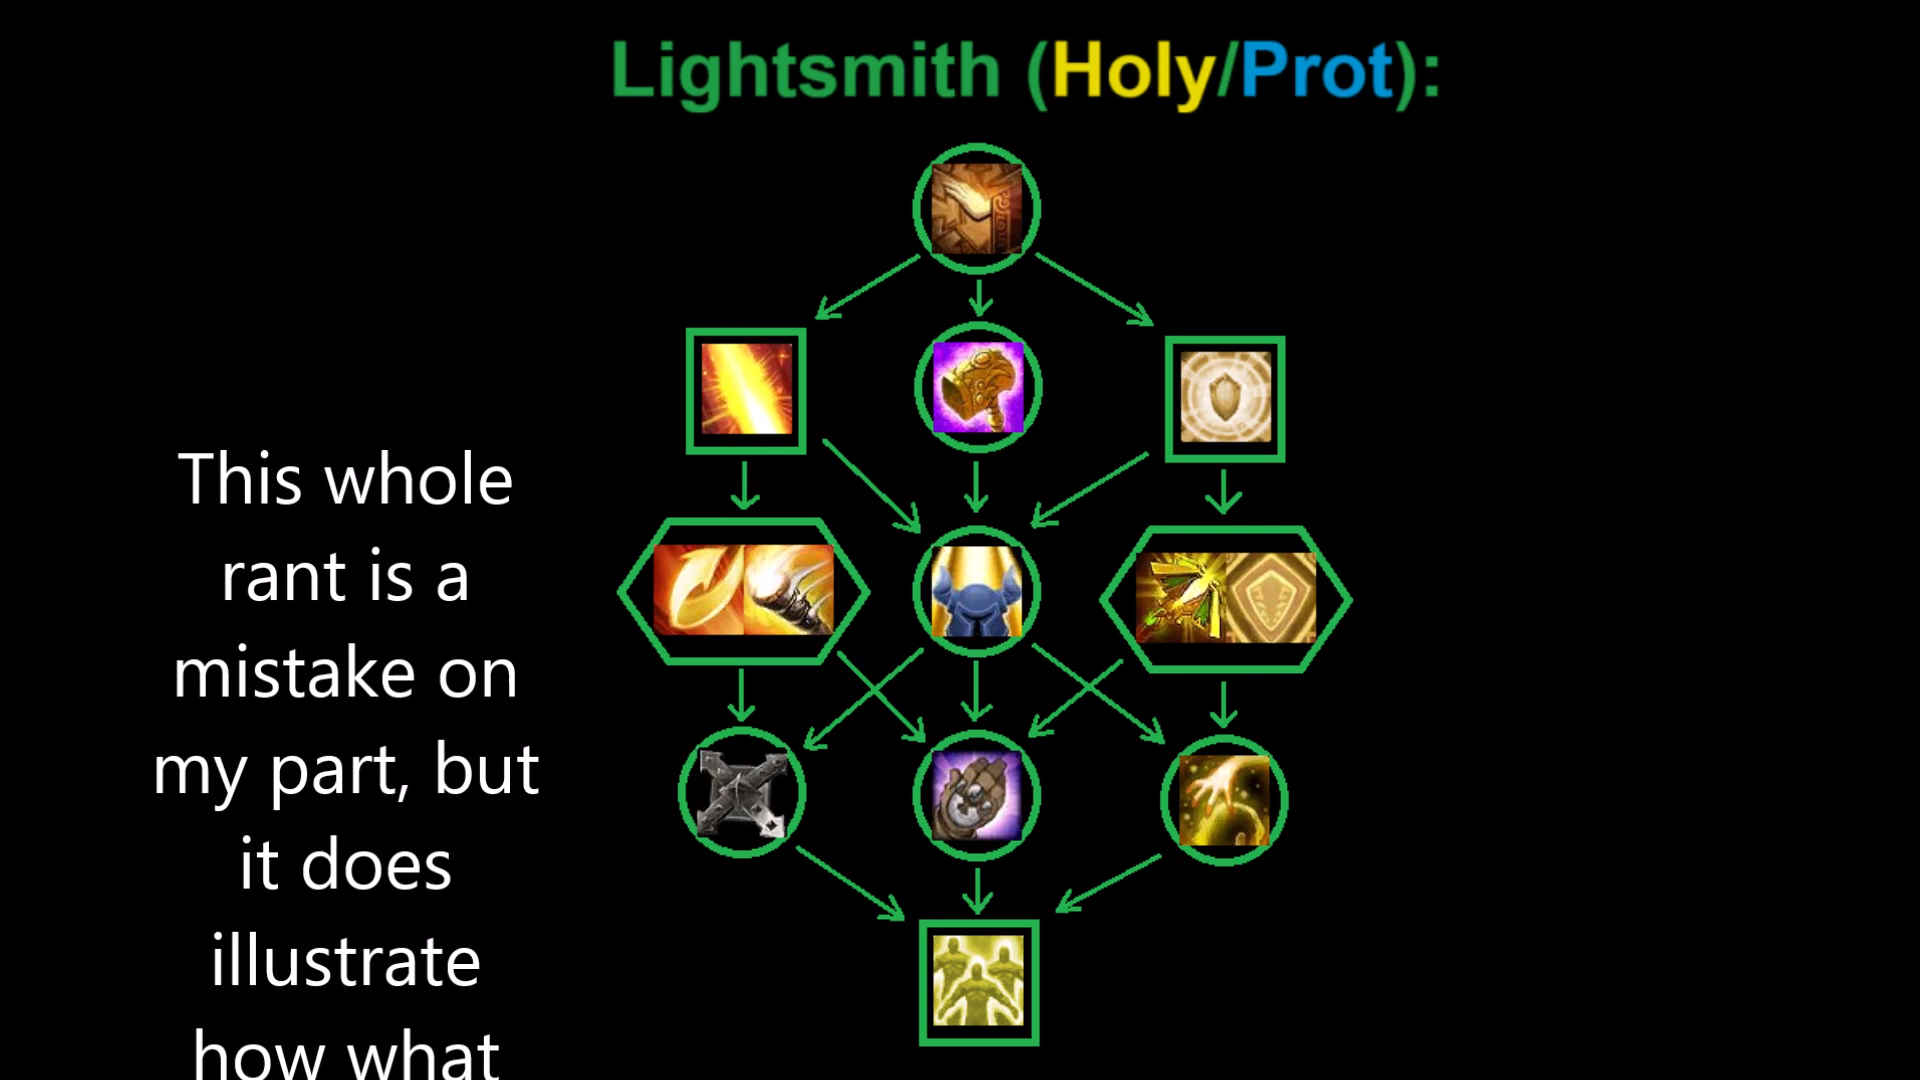 Lightsmith (Holy/Prot):
This whole
rant is a
mistake on
my part, but
it does
illustrate
how what